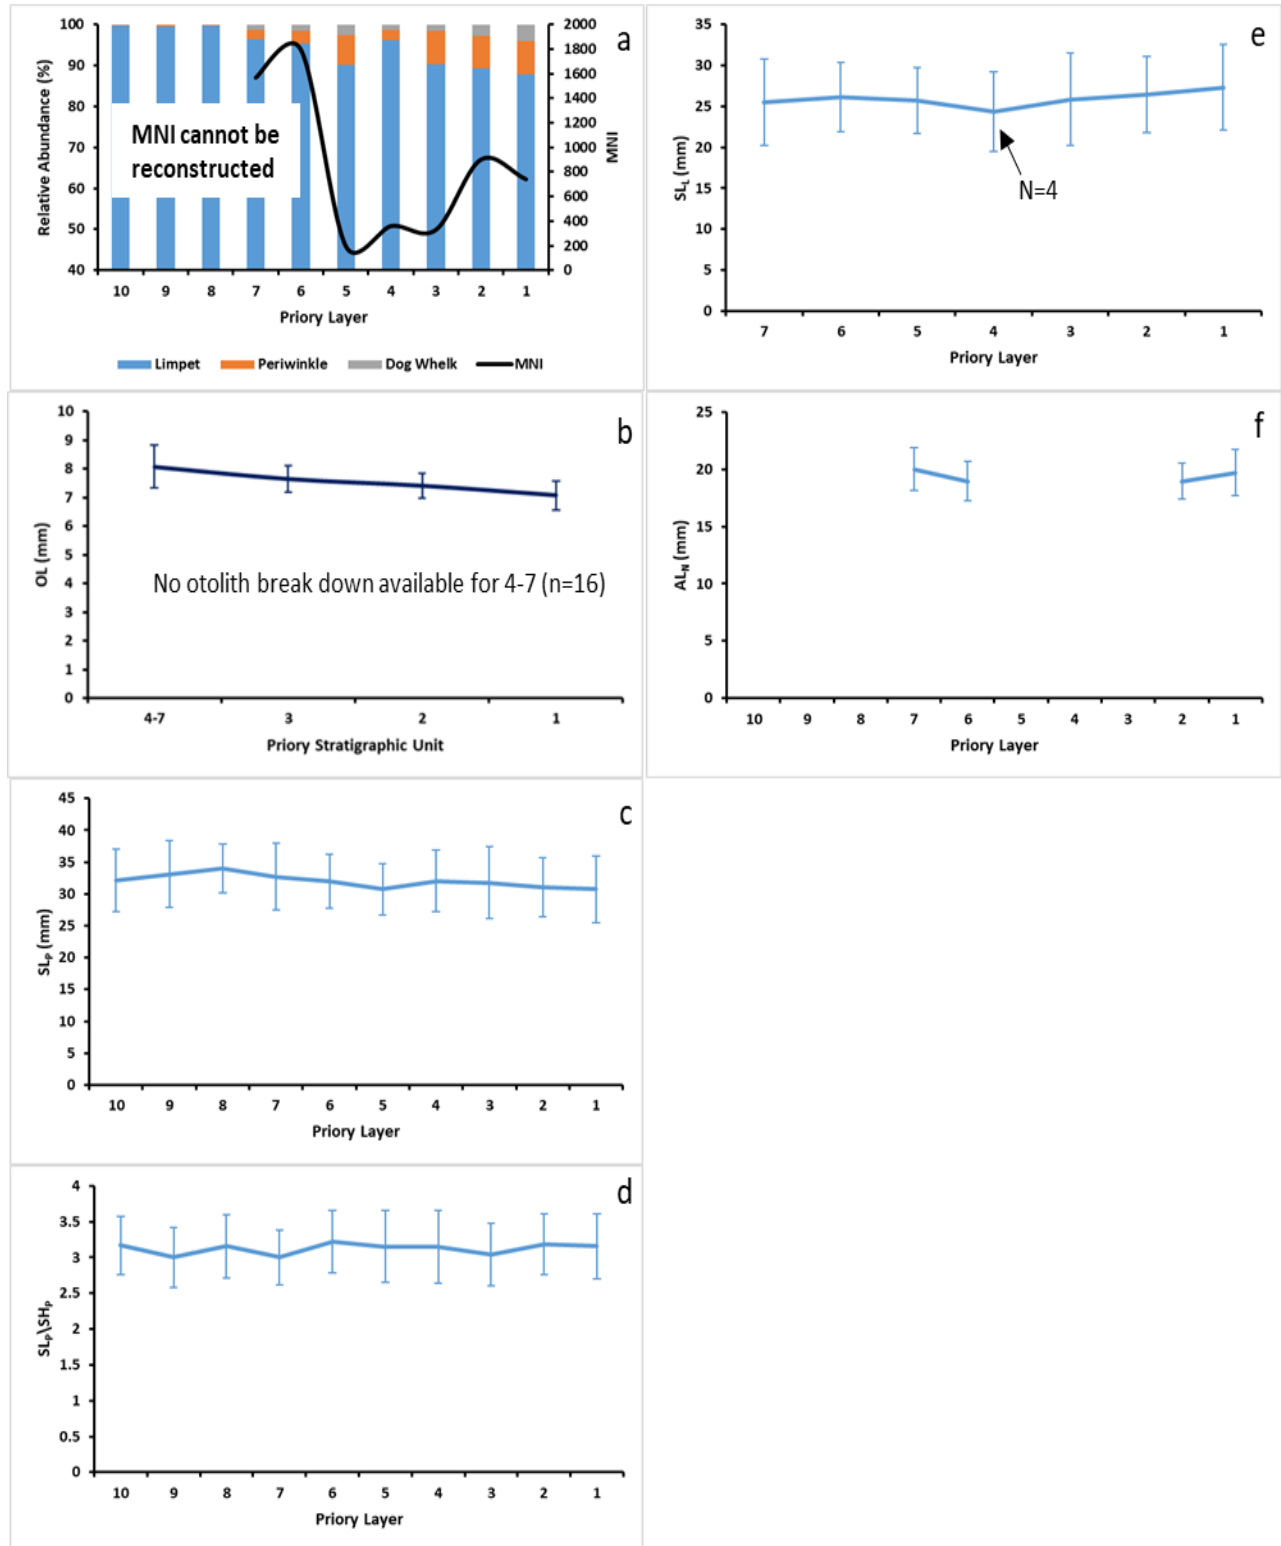 a
100
90
80
70
60
50
40
Relative Abundance (%)
2000
1800
1600
1400
1200
1000
800
600
400
200
0
MNI
MNI cannot be
reconstructed
10 9 8 7 6 5 4 3 2 1
Priory Layer
Limpet Periwinkle Dog Whelk MNI
e
35
30
25
20
15
10
5
0
SL_L (mm)
N=4
7 6 5 4 3 2 1
Priory Layer
b
10
9
8
7
6
5
4
3
2
1
0
OL (mm)
No otolith break down available for 4-7 (n=16)
4-7 3 2 1
Priory Stratigraphic Unit
f
25
20
15
10
5
0
AL_N (mm)
10 9 8 7 6 5 4 3 2 1
Priory Layer
c
45
40
35
30
25
20
15
10
5
0
SL_P (mm)
10 9 8 7 6 5 4 3 2 1
Priory Layer
d
4
3.5
3
2.5
2
1.5
1
0.5
0
SL_P\SH_P
10 9 8 7 6 5 4 3 2 1
Priory Layer